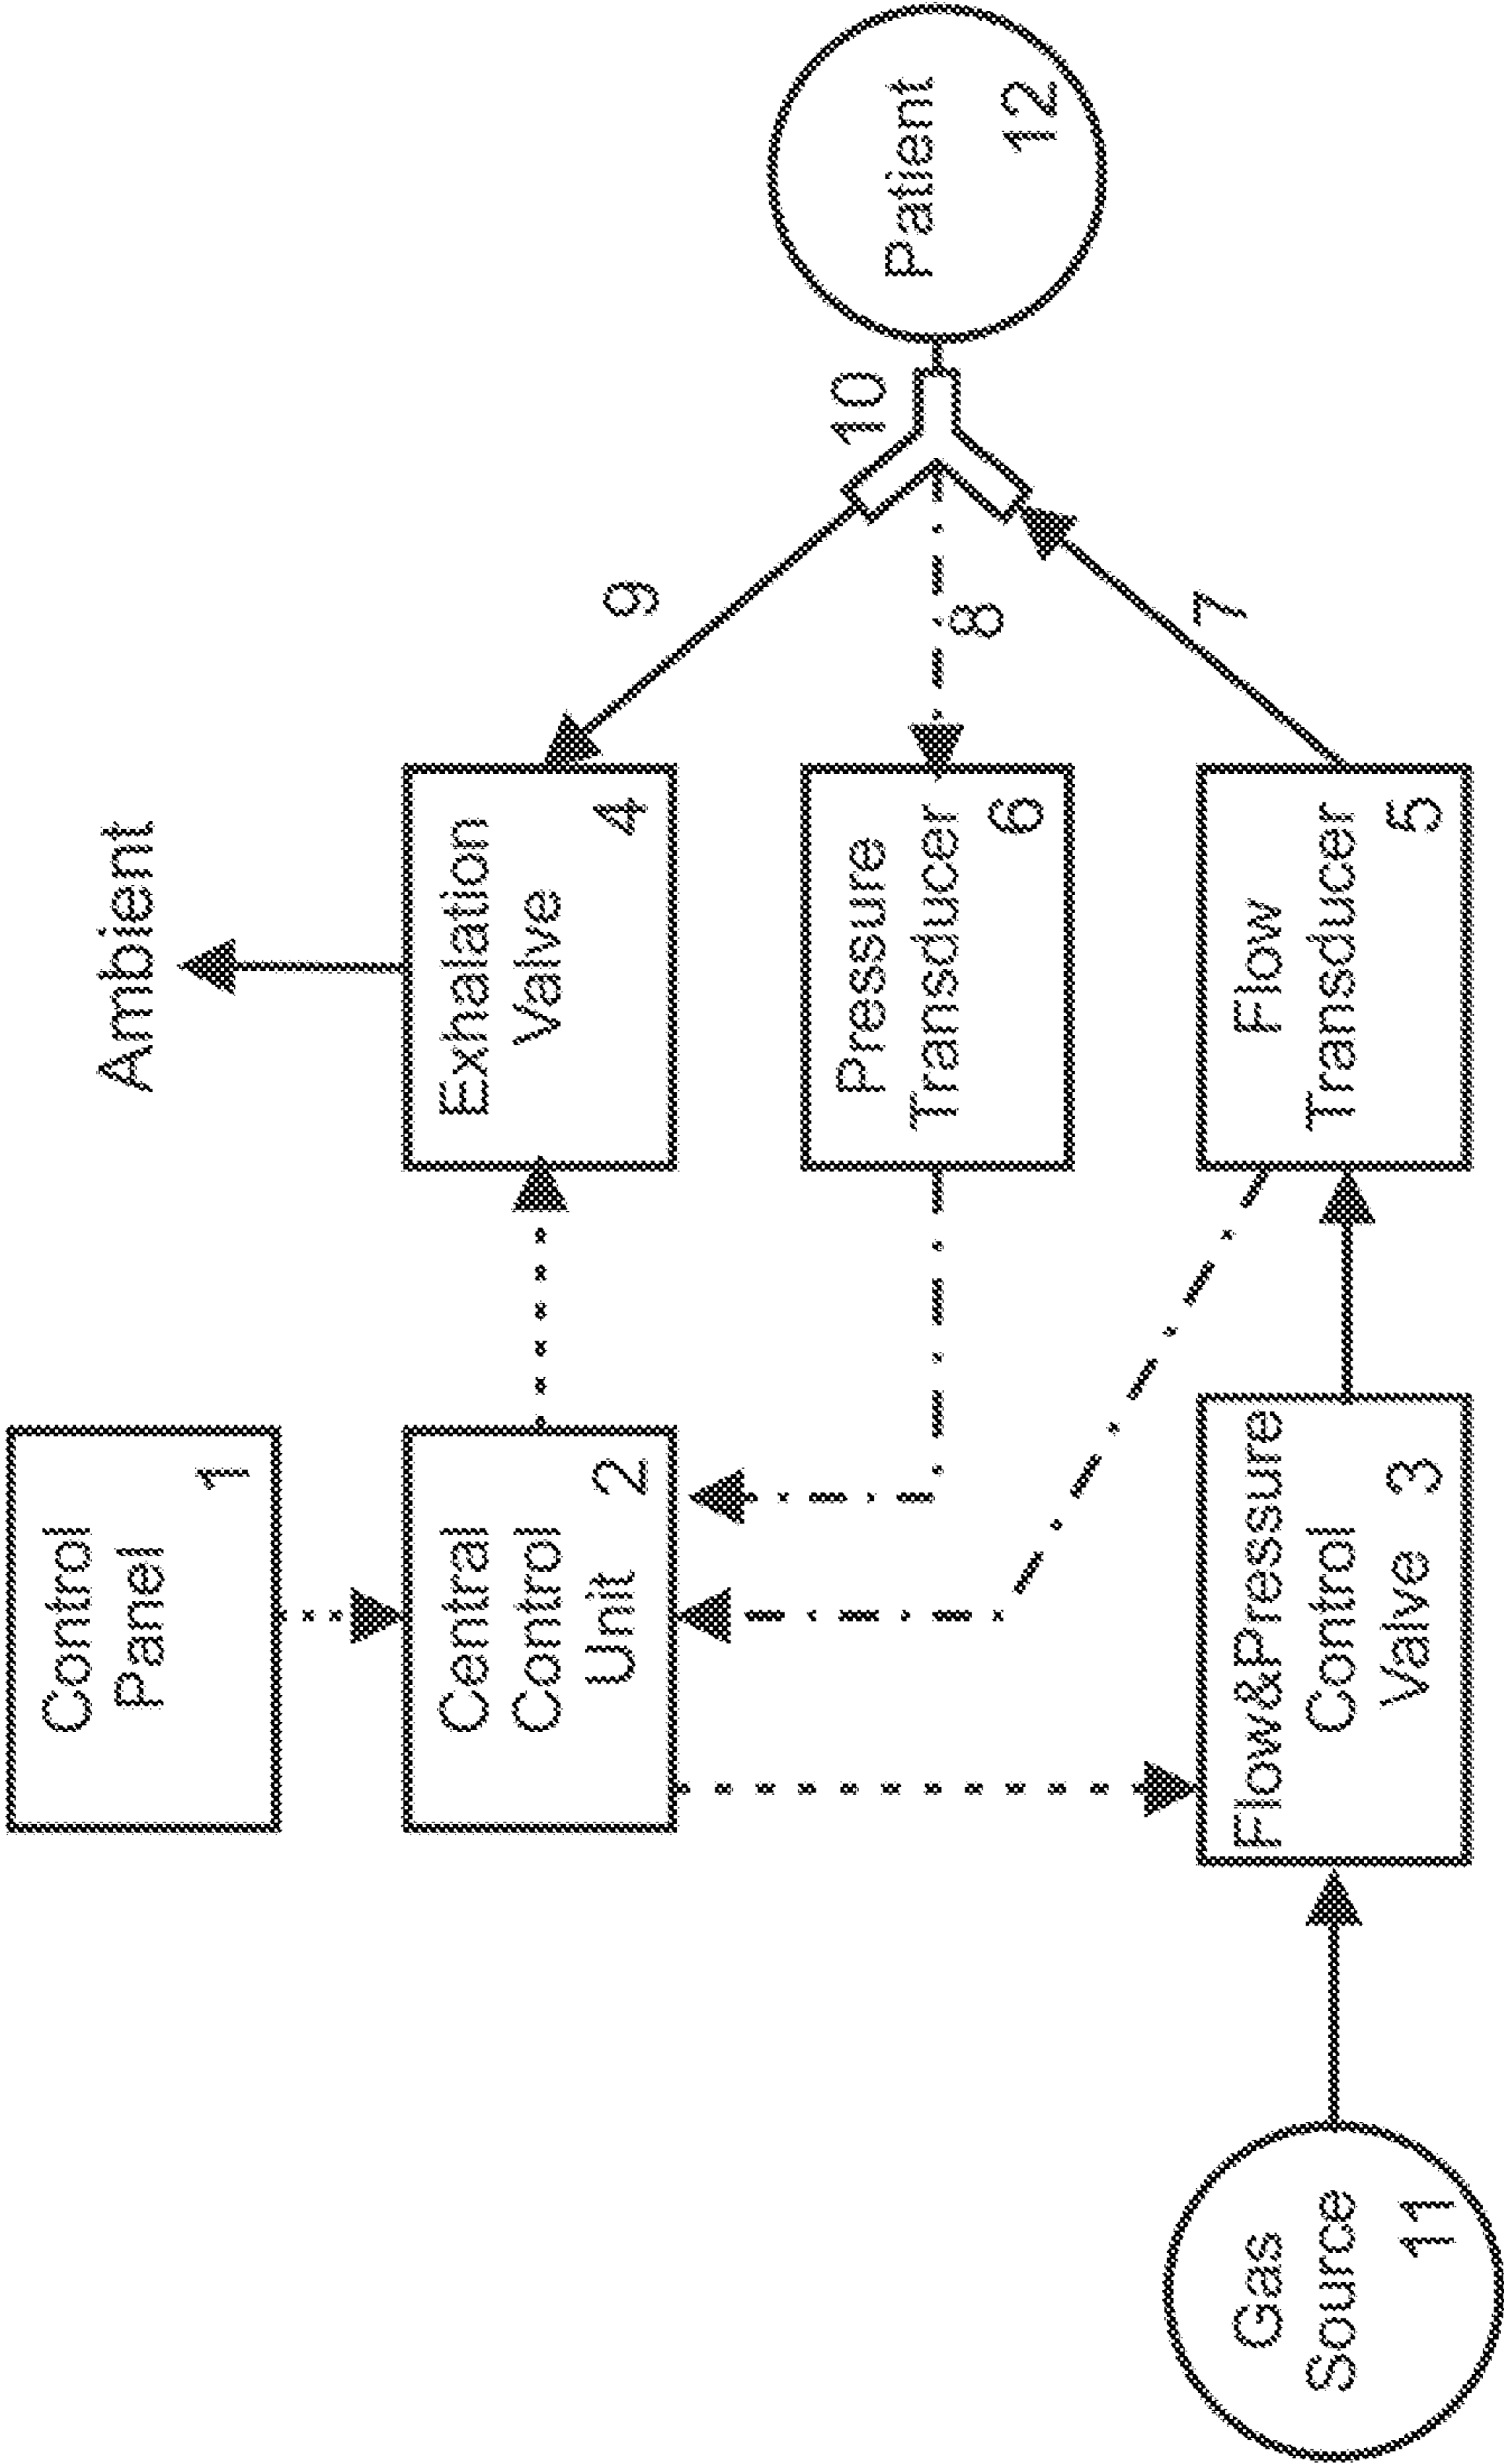 Control
Panel
1
Ambient
Central
Control
Unit 2
Exhalation
Valve
4
9
10
Pressure
Transducer
6
8
Patient
12
Gas
Source
11
Flow&Pressure
Control
Valve 3
Flow
Transducer
5
7